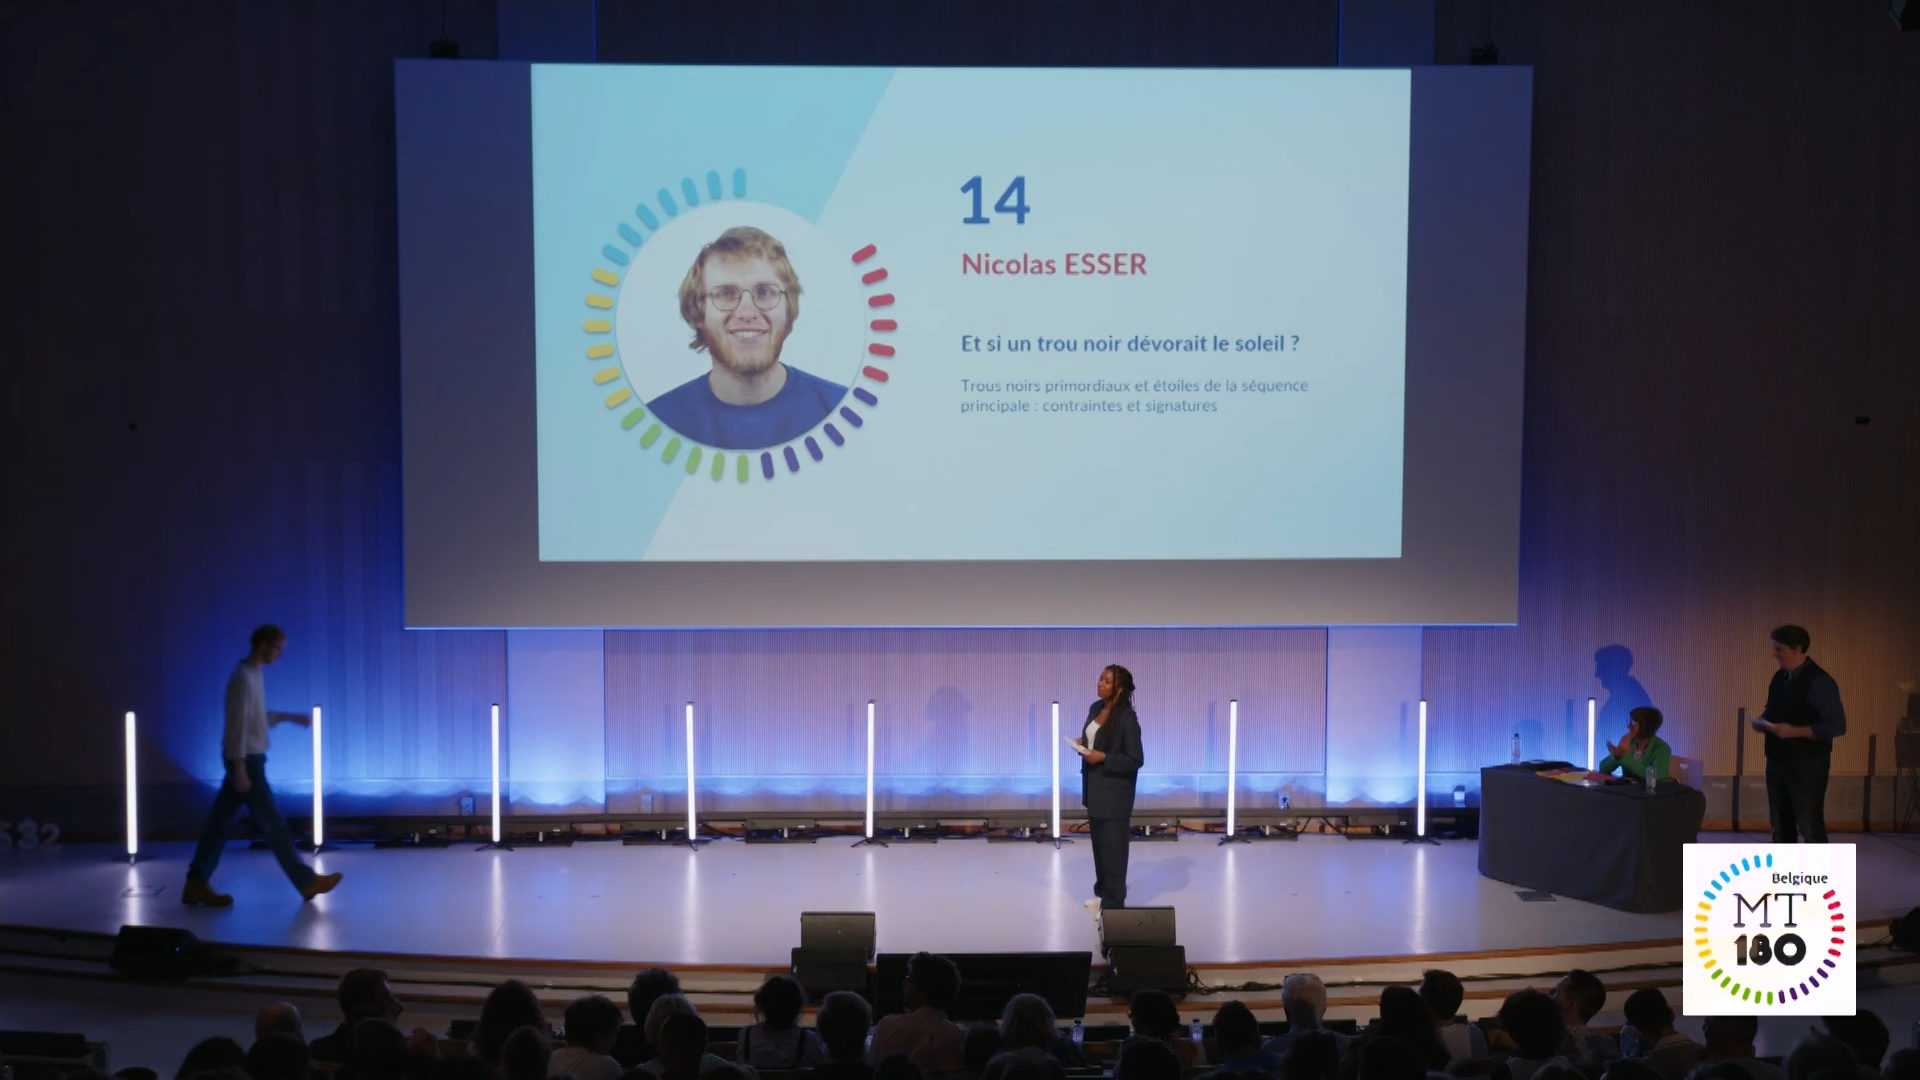 14
Nicolas ESSER
Et si un trou noir dévorait le soleil ?
Trous noirs primordiaux et étoiles de la séquence
principale : contraintes et signatures
Belgique
MT
180